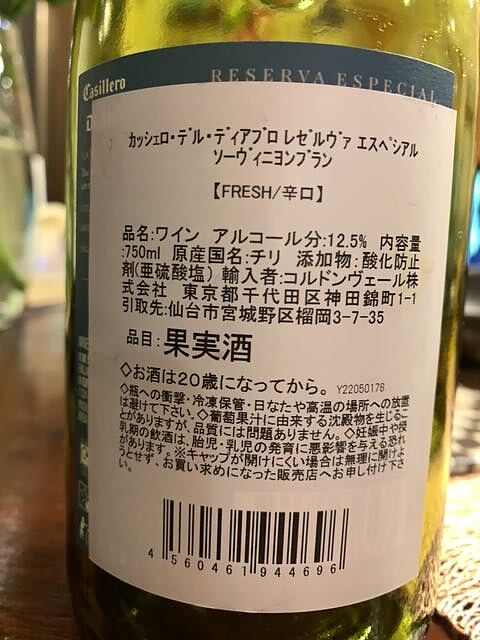 Casillero
RESERVA ESPECIAL
カッシェロ・デル・ディアブロ レゼルヴァ エスペシアル
ソーヴィニヨンブラン
【FRESH/辛口】
品名:ワイン アルコール分:12.5% 内容量
:750ml 原産国名:チリ 添加物:酸化防止
剤(亜硫酸塩) 輸入者:コルドンヴェール株
式会社 東京都千代田区神田錦町1-1
引取先:仙台市宮城野区榴岡3-7-35
品目:果実酒
◇お酒は20歳になってから。 Y22050178
◇瓶への衝撃・冷凍保管・日なたや高温の場所への放置
は避けて下さい。◇葡萄果汁に由来する沈殿物を生じるこ
とがありますが、品質には問題ありません。◇妊娠中や授
乳期の飲酒は、胎児・乳児の発育に悪影響を与える恐れ
があります。※キャップが開けにくい場合は無理に開けよ
うとせず、お買い求めになった販売店へお申し付け下さ
い。
4 560461 944696